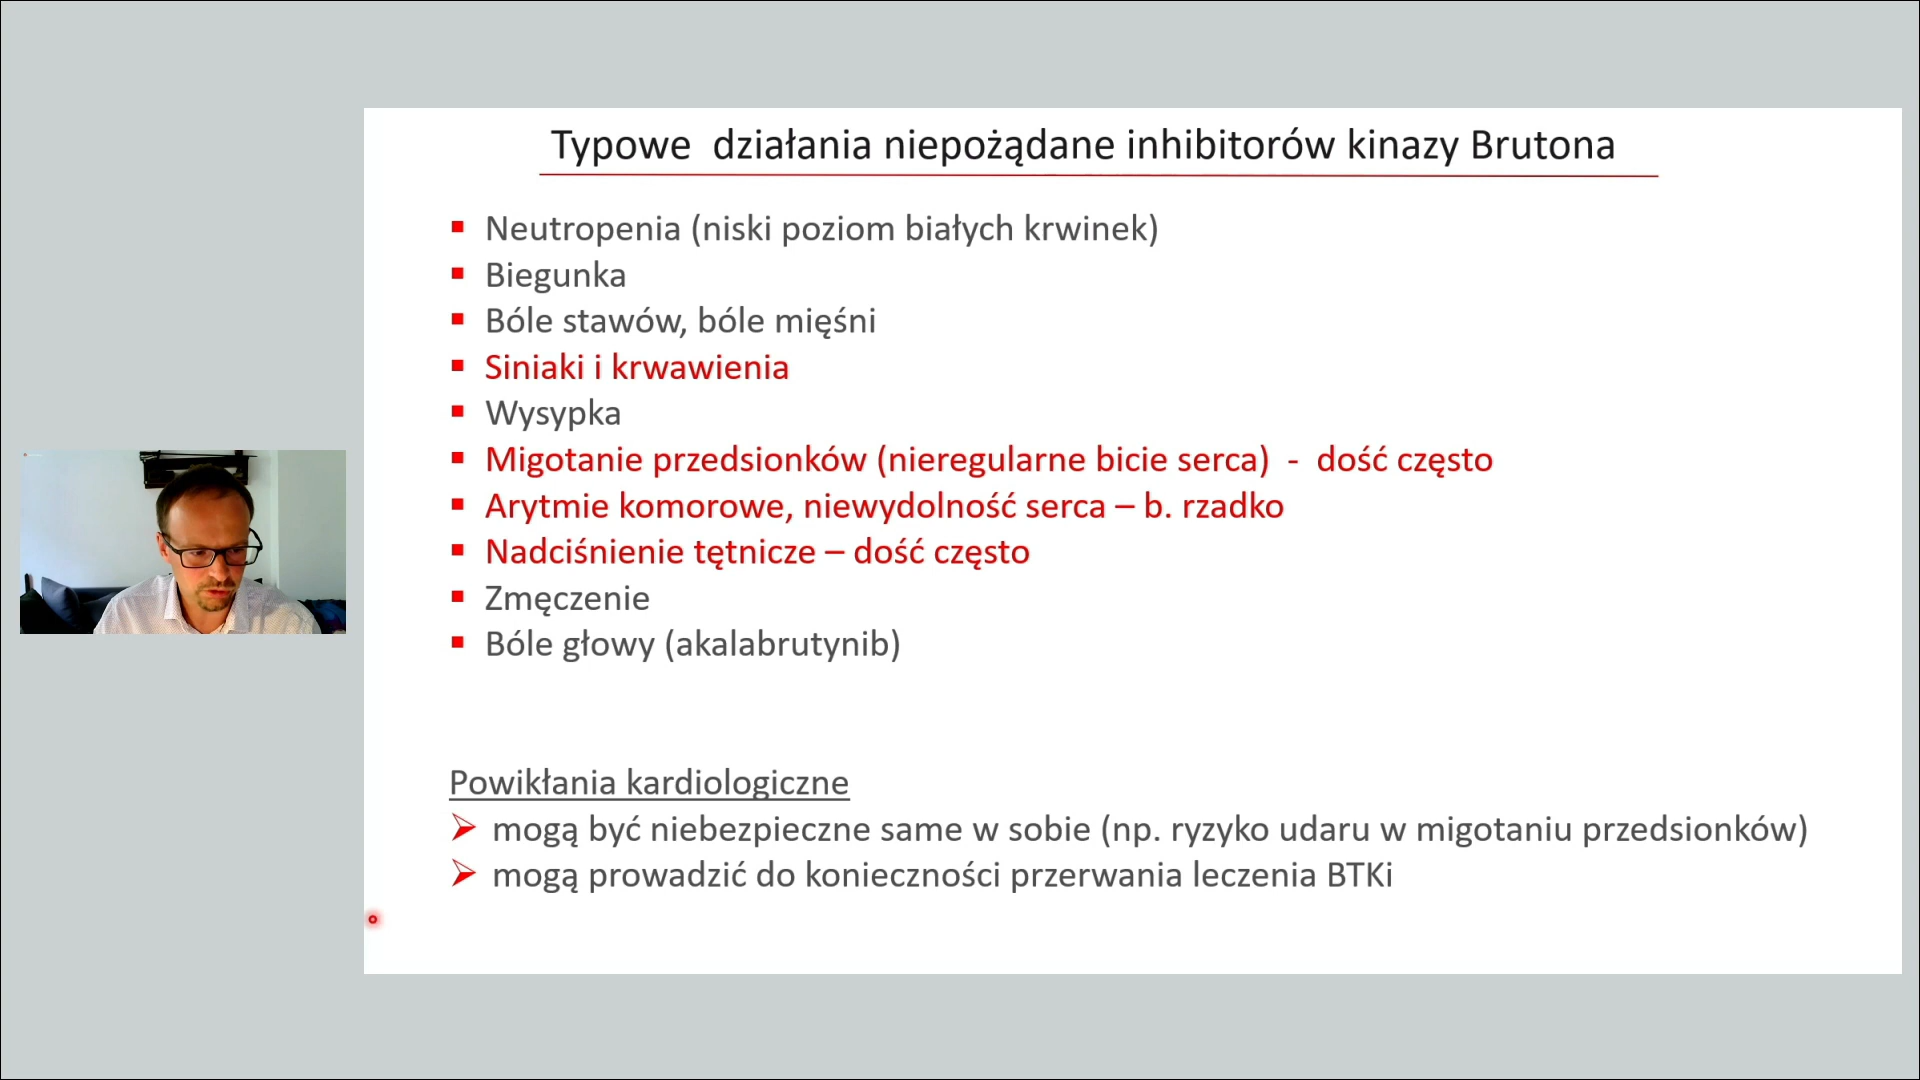 Typowe  działania niepożądane inhibitorów kinazy Brutona
Neutropenia (niski poziom białych krwinek)
Biegunka
Bóle stawów, bóle mięśni
Siniaki i krwawienia
Wysypka
Migotanie przedsionków (nieregularne bicie serca)  -  dość często
Arytmie komorowe, niewydolność serca – b. rzadko
Nadciśnienie tętnicze – dość często
Zmęczenie
Bóle głowy (akalabrutynib)
Powikłania kardiologiczne
mogą być niebezpieczne same w sobie (np. ryzyko udaru w migotaniu przedsionków)
mogą prowadzić do konieczności przerwania leczenia BTKi